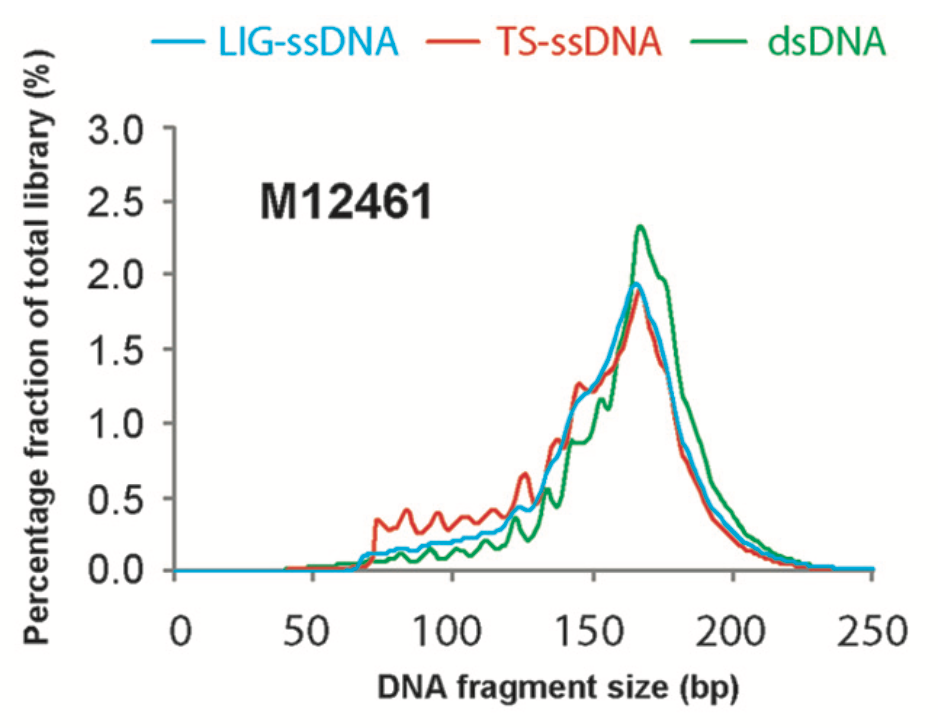 LIG-ssDNA TS-ssDNA dsDNA
Percentage fraction of total library (%)
3.0
2.5
2.0
1.5
1.0
0.5
0.0
M12461
0 50 100 150 200 250
DNA fragment size (bp)